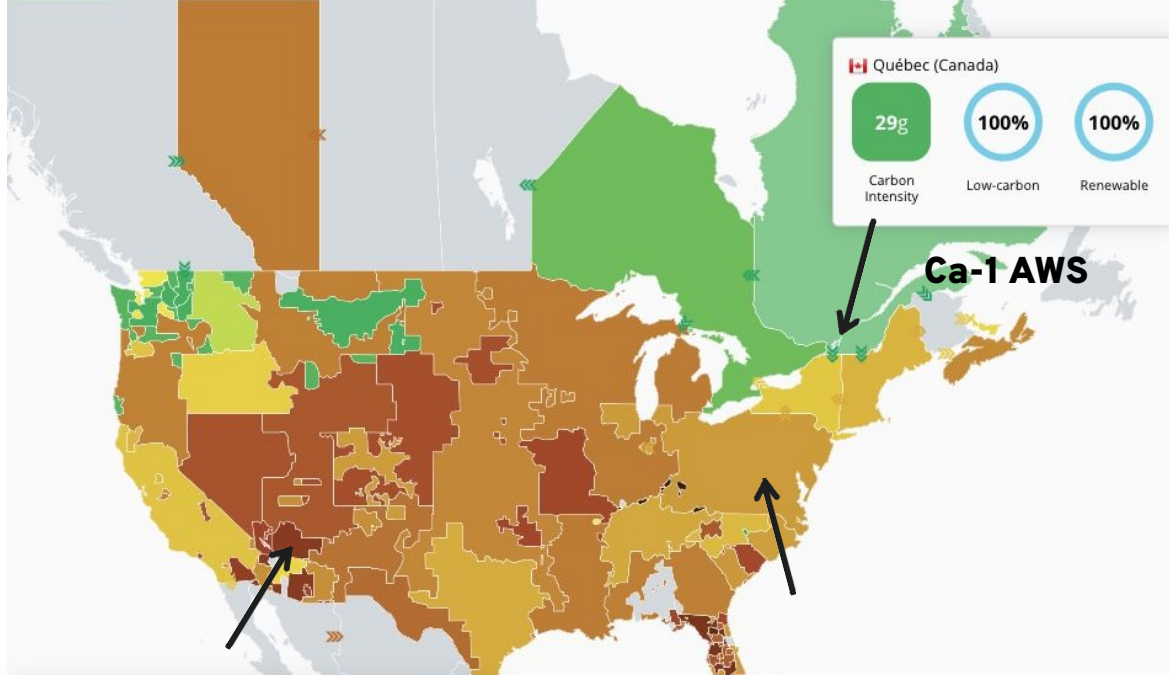 Québec (Canada)
29g
100%
100%
Carbon
Intensity
Low-carbon
Renewable
Ca-1 AWS